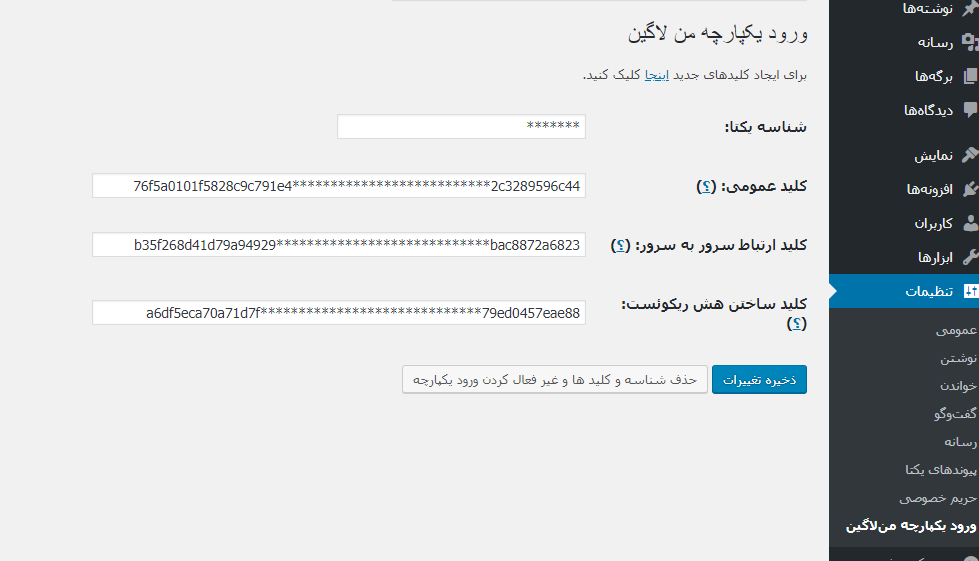 ورود یکپارچه من لاگین
برای ایجاد کلیدهای جدید اینجا کلیک کنید.
شناسه یکتا:
*******
کلید عمومی: (؟)
76f5a0101f5828c9c791e4**************************2c3289596c44
کلید ارتباط سرور به سرور: (؟)
b35f268d41d79a94929****************************bac8872a6823
کلید ساختن هش ریکوئست:
(؟)
a6df5eca70a71d7f*****************************79ed0457eae88
ذخیره تغییرات
حذف شناسه و کلید ها و غیر فعال کردن ورود یکپارچه
نوشته‌ها
رسانه
برگه‌ها
دیدگاه‌ها
نمایش
افزونه‌ها
کاربران
ابزارها
تنظیمات
عمومی
نوشتن
خواندن
گفت‌وگو
رسانه
پیوندهای یکتا
حریم خصوصی
ورود یکپارچه من‌لاگین